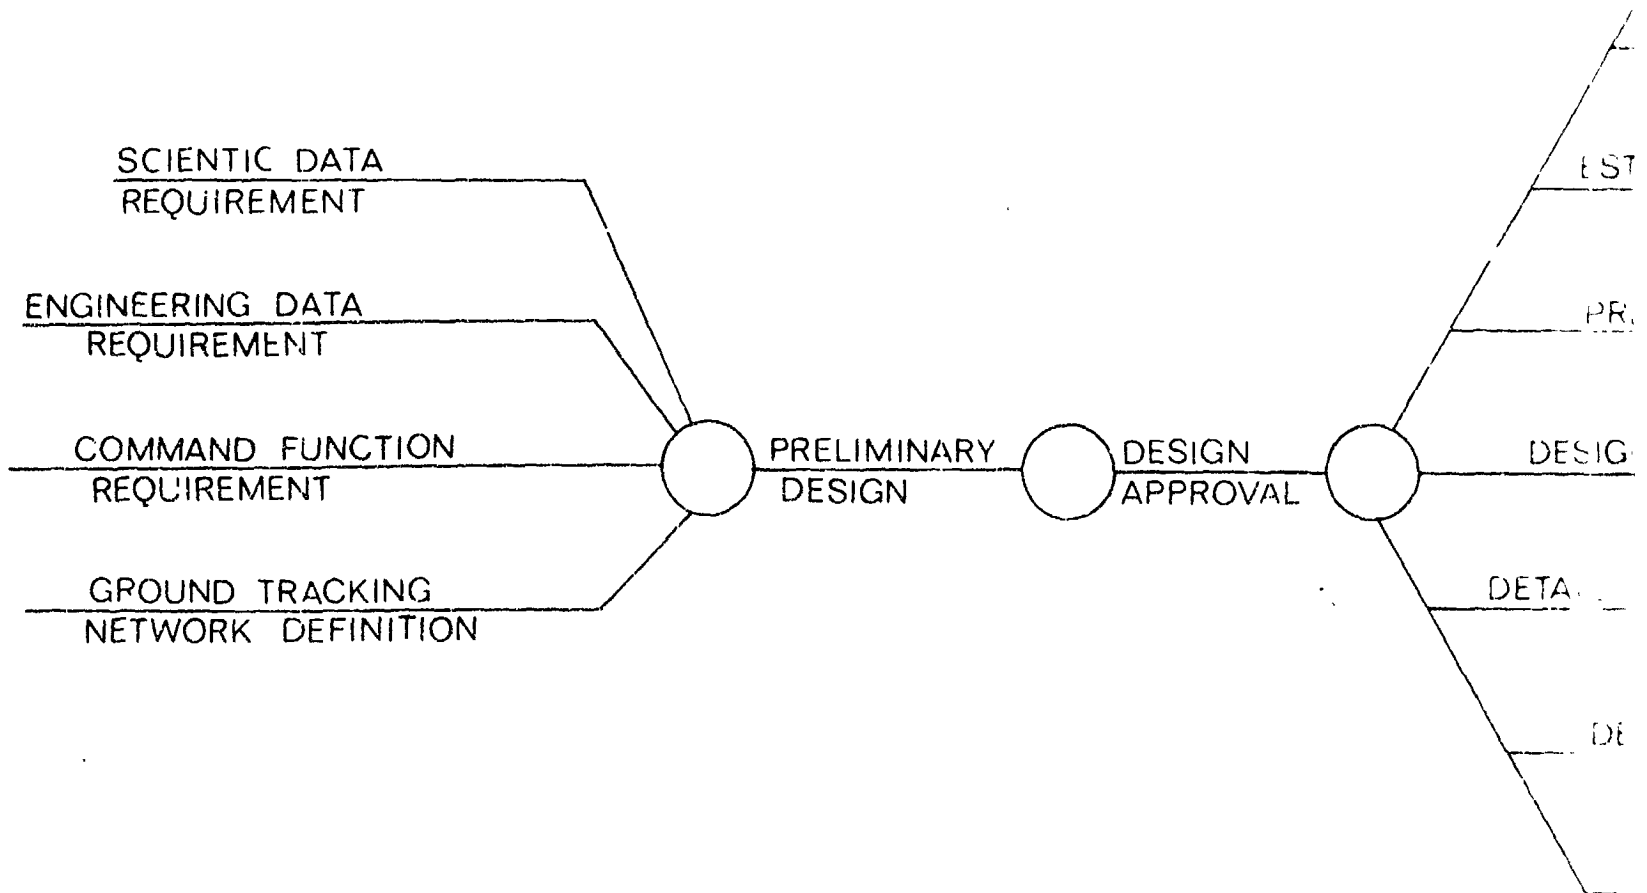 SCIENTIC DATA
REQUIREMENT
ENGINEERING DATA
REQUIREMENT
COMMAND FUNCTION
REQUIREMENT
GROUND TRACKING
NETWORK DEFINITION
PRELIMINARY
DESIGN
DESIGN
APPROVAL